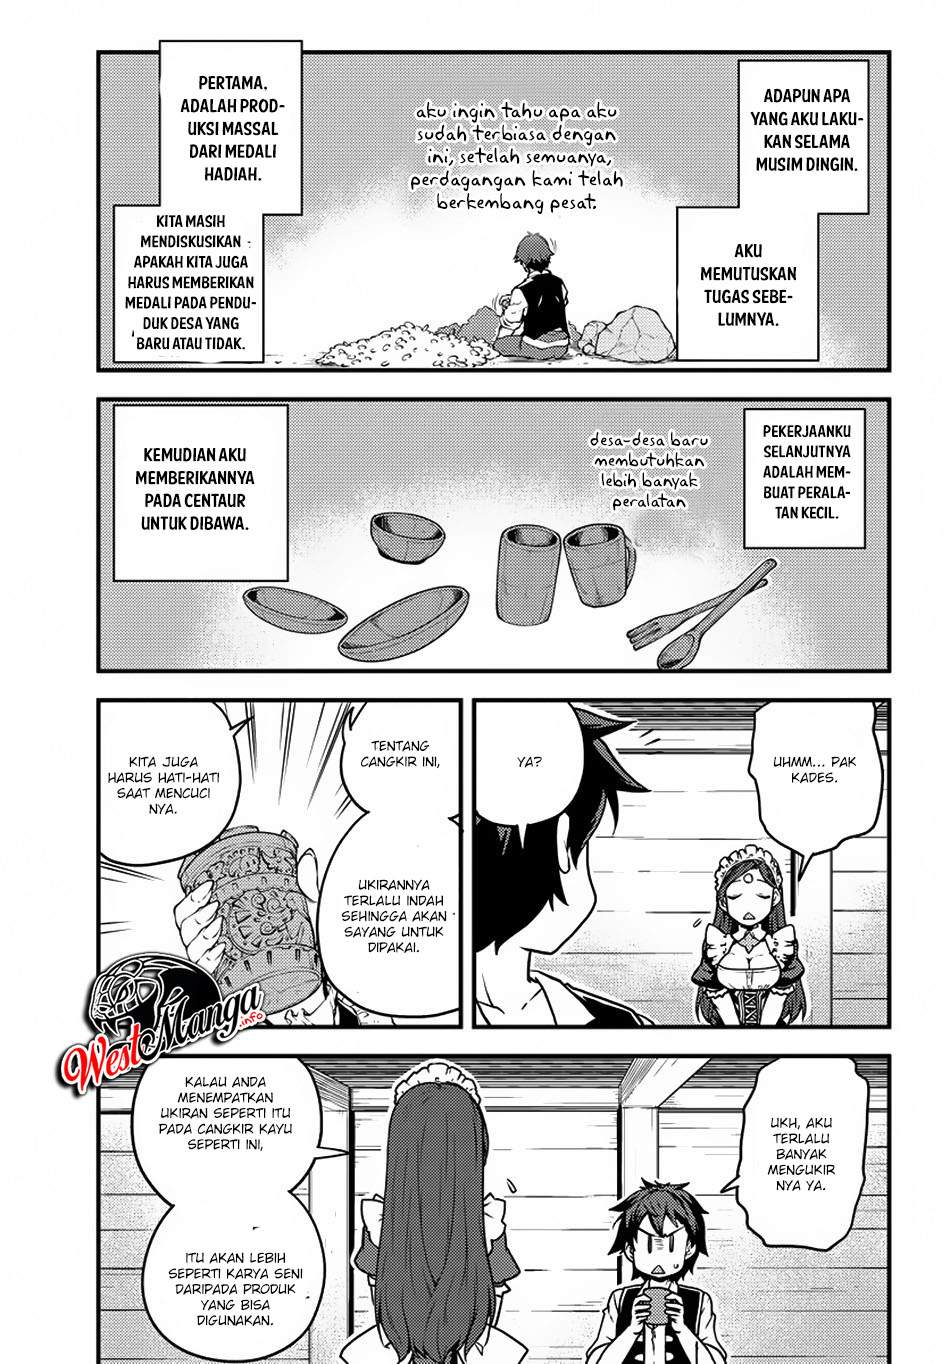 ADAPUN APA
YANG AKU LAKU-
KAN SELAMA
MUSIM DINGIN.
AKU
MEMUTUSKAN
TUGAS SEBE-
LUMNYA.
aku ingin tahu apa aku
sudah terbiasa dengan
ini, setelah semuanya,
perdagangan kami telah
berkembang pesat.
PERTAMA,
ADALAH PROD-
UKSI MASSAL
DARI MEDALI
HADIAH.
KITA MASIH
MENDISKUSIKAN
APAKAH KITA JUGA
HARUS MEMBERIKAN
MEDALI PADA PENDU-
DUK DESA YANG
BARU ATAU TIDAK.
PEKERJAANKU
SELANJUTNYA
ADALAH MEM-
BUAT PERALA-
TAN KECIL.
desa-desa baru
membutuhkan
lebih banyak
peralatan
KEMUDIAN AKU
MEMBERIKANNYA
PADA CENTAUR
UNTUK DIBAWA.
UHMM... PAK
KADES.
YA?
TENTANG
CANGKIR INI,
UKIRANNYA
TERLALU INDAH
SEHINGGA AKAN
SAYANG UNTUK
DIPAKAI.
KITA JUGA
HARUS HATI-HATI
SAAT MENCUCI
NYA.
WestManga
.info
UKH, AKU
TERLALU
BANYAK
MENGUKIR
NYA YA.
KALAU ANDA
MENEMPATKAN
UKIRAN SEPERTI ITU
PADA CANGKIR KAYU
SEPERTI INI,
ITU AKAN LEBIH
SEPERTI KARYA SENI
DARIPADA PRODUK
YANG BISA
DIGUNAKAN.